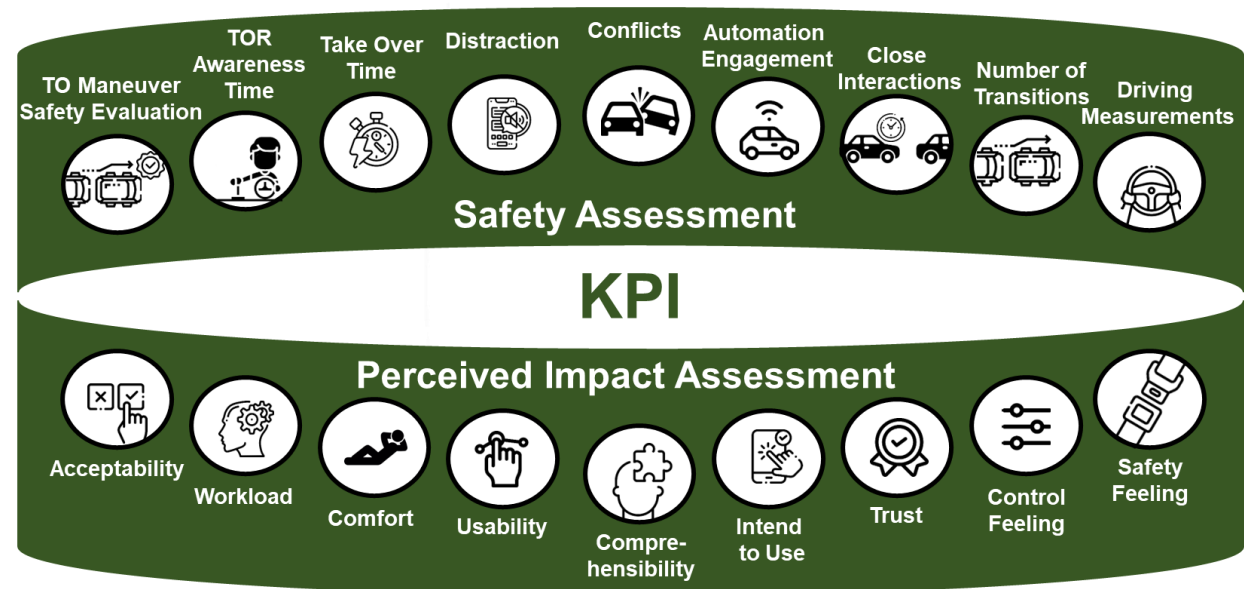 TO Maneuver
Safety Evaluation
TOR
Awareness
Time
Take Over
Time
Distraction
Conflicts
Automation
Engagement
Close
Interactions
Number of
Transitions
Driving
Measurements
Safety Assessment
KPI
Perceived Impact Assessment
Acceptability
Workload
Comfort
Usability
Compre-
hensibility
Intend
to Use
Trust
Control
Feeling
Safety
Feeling